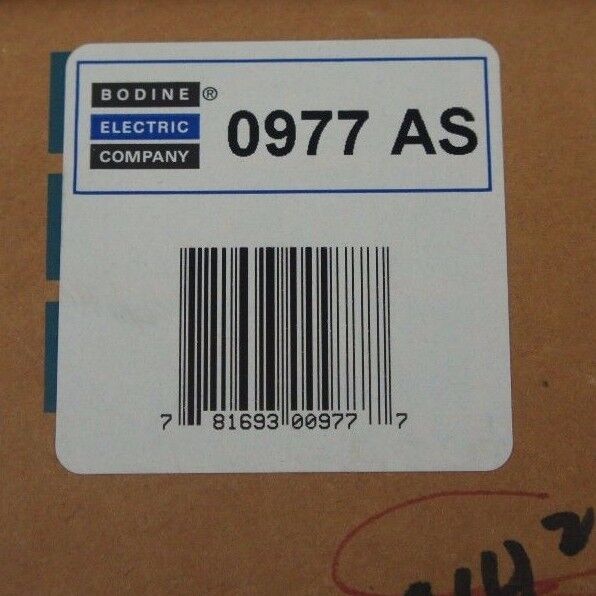 BODINE ®
ELECTRIC
COMPANY
0977 AS
7 81693 00977 7